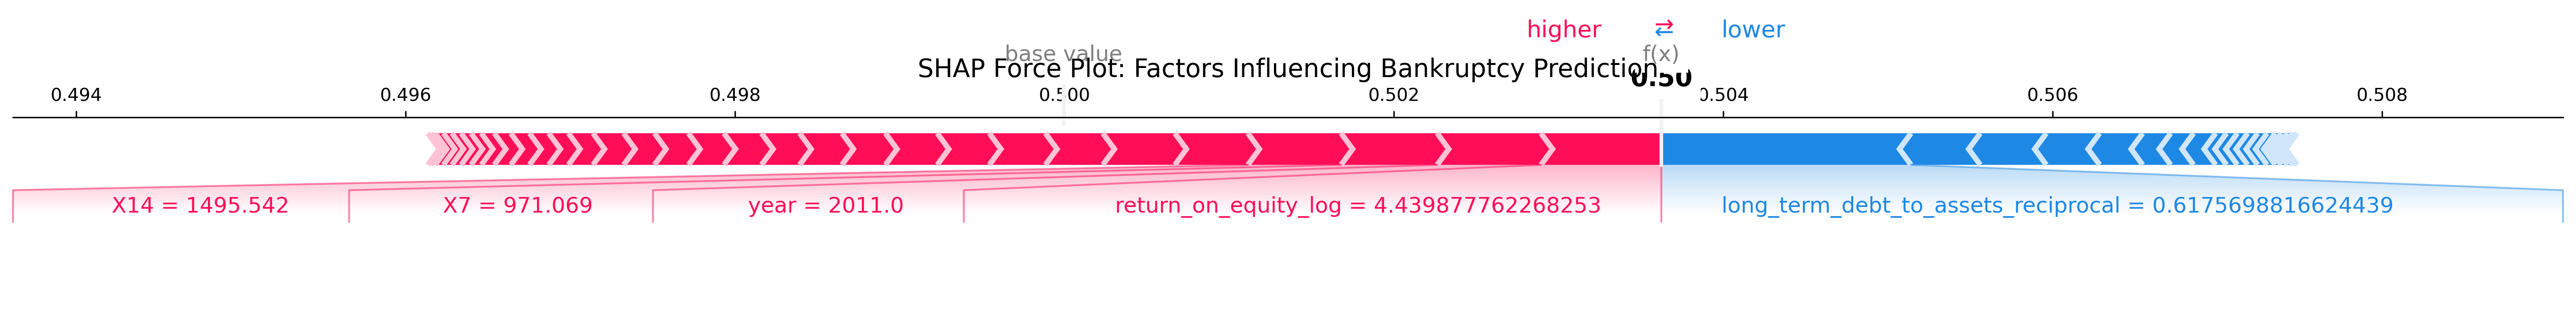 higher ⇄ lower
base value f(x)
SHAP Force Plot: Factors Influencing Bankruptcy Prediction
0.50
0.494 0.496 0.498 0.500 0.502 0.504 0.506 0.508
X14 = 1495.542 X7 = 971.069 year = 2011.0 return_on_equity_log = 4.439877762268253 long_term_debt_to_assets_reciprocal = 0.6175698816624439